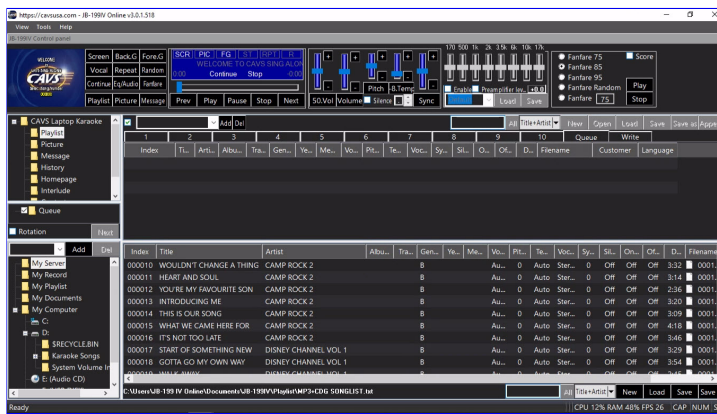 https://cavsusa.com - JB-199IV Online v3.0.1.518
View Tools Help
JB-199IV Control panel
WELCOME
CAVS
Screen Back.G Fore.G
Vocal Repeat Random
Continue Eq/Audio Fanfare
Playlist Picture Message
SCR PIC FG ST RPT R
WELCOME TO CAVS SING ALON
0:00 Continue Stop -0:00
Prev Play Pause Stop Next
Pitch
50.Vol Volume Silence Sync
170 500 1k 2k 3.5k 6k 10k 17k
Enable Preamplifier lev.. +0.0
Load Save
Fanfare 75
Fanfare 85
Fanfare 95
Fanfare Random
Fanfare 75
Score
Play
Stop
CAVS Laptop Karaoke
Playlist
Picture
Message
History
Homepage
Interlude
Queue
Rotation Next
Add Del
All Title+Artist New Open Load Save Save as Appe
1 2 3 4 5 6 7 8 9 10 Queue Write
Index Ti... Arti... Albu... Tra... Gen... Ye... Me... Vo... Pit... Te... Voc... Sy... Sil... O... Of... D... Filename Customer Language
Add Del
My Server
My Record
My Playlist
My Documents
My Computer
C:
D:
$RECYCLE.BIN
Karaoke Songs
System Volume In
E: (Audio CD)
Index Title Artist Albu... Tra... Gen... Ye... Me... Vo... Pit... Te... Voc... Sy... Sil... On... Of... D... Filename
000010 WOULDN'T CHANGE A THING CAMP ROCK 2 B Au... 0 Auto Ster... 0 Off Off Off 3:32 0001.
000011 HEART AND SOUL CAMP ROCK 2 B Au... 0 Auto Ster... 0 Off Off Off 3:14 0001.
000012 YOU'RE MY FAVOURITE SON CAMP ROCK 2 B Au... 0 Auto Ster... 0 Off Off Off 2:36 0001.
000013 INTRODUCING ME CAMP ROCK 2 B Au... 0 Auto Ster... 0 Off Off Off 3:20 0001.
000014 THIS IS OUR SONG CAMP ROCK 2 B Au... 0 Auto Ster... 0 Off Off Off 3:09 0001.
000015 WHAT WE CAME HERE FOR CAMP ROCK 2 B Au... 0 Auto Ster... 0 Off Off Off 4:18 0001.
000016 IT'S NOT TOO LATE CAMP ROCK 2 B Au... 0 Auto Ster... 0 Off Off Off 3:46 0001.
000017 START OF SOMETHING NEW DISNEY CHANNEL VOL 1 B Au... 0 Auto Ster... 0 Off Off Off 3:29 0001.
000018 GOTTA GO MY OWN WAY DISNEY CHANNEL VOL 1 B Au... 0 Auto Ster... 0 Off Off Off 3:54 0001.
C:\Users\JB-199 IV Online\Documents\JB-199IV\Playlist\MP3+CDG SONGLIST.txt
All Title+Artist New Load Save Save
Ready
CPU 12% RAM 48% FPS 26 CAP NUM